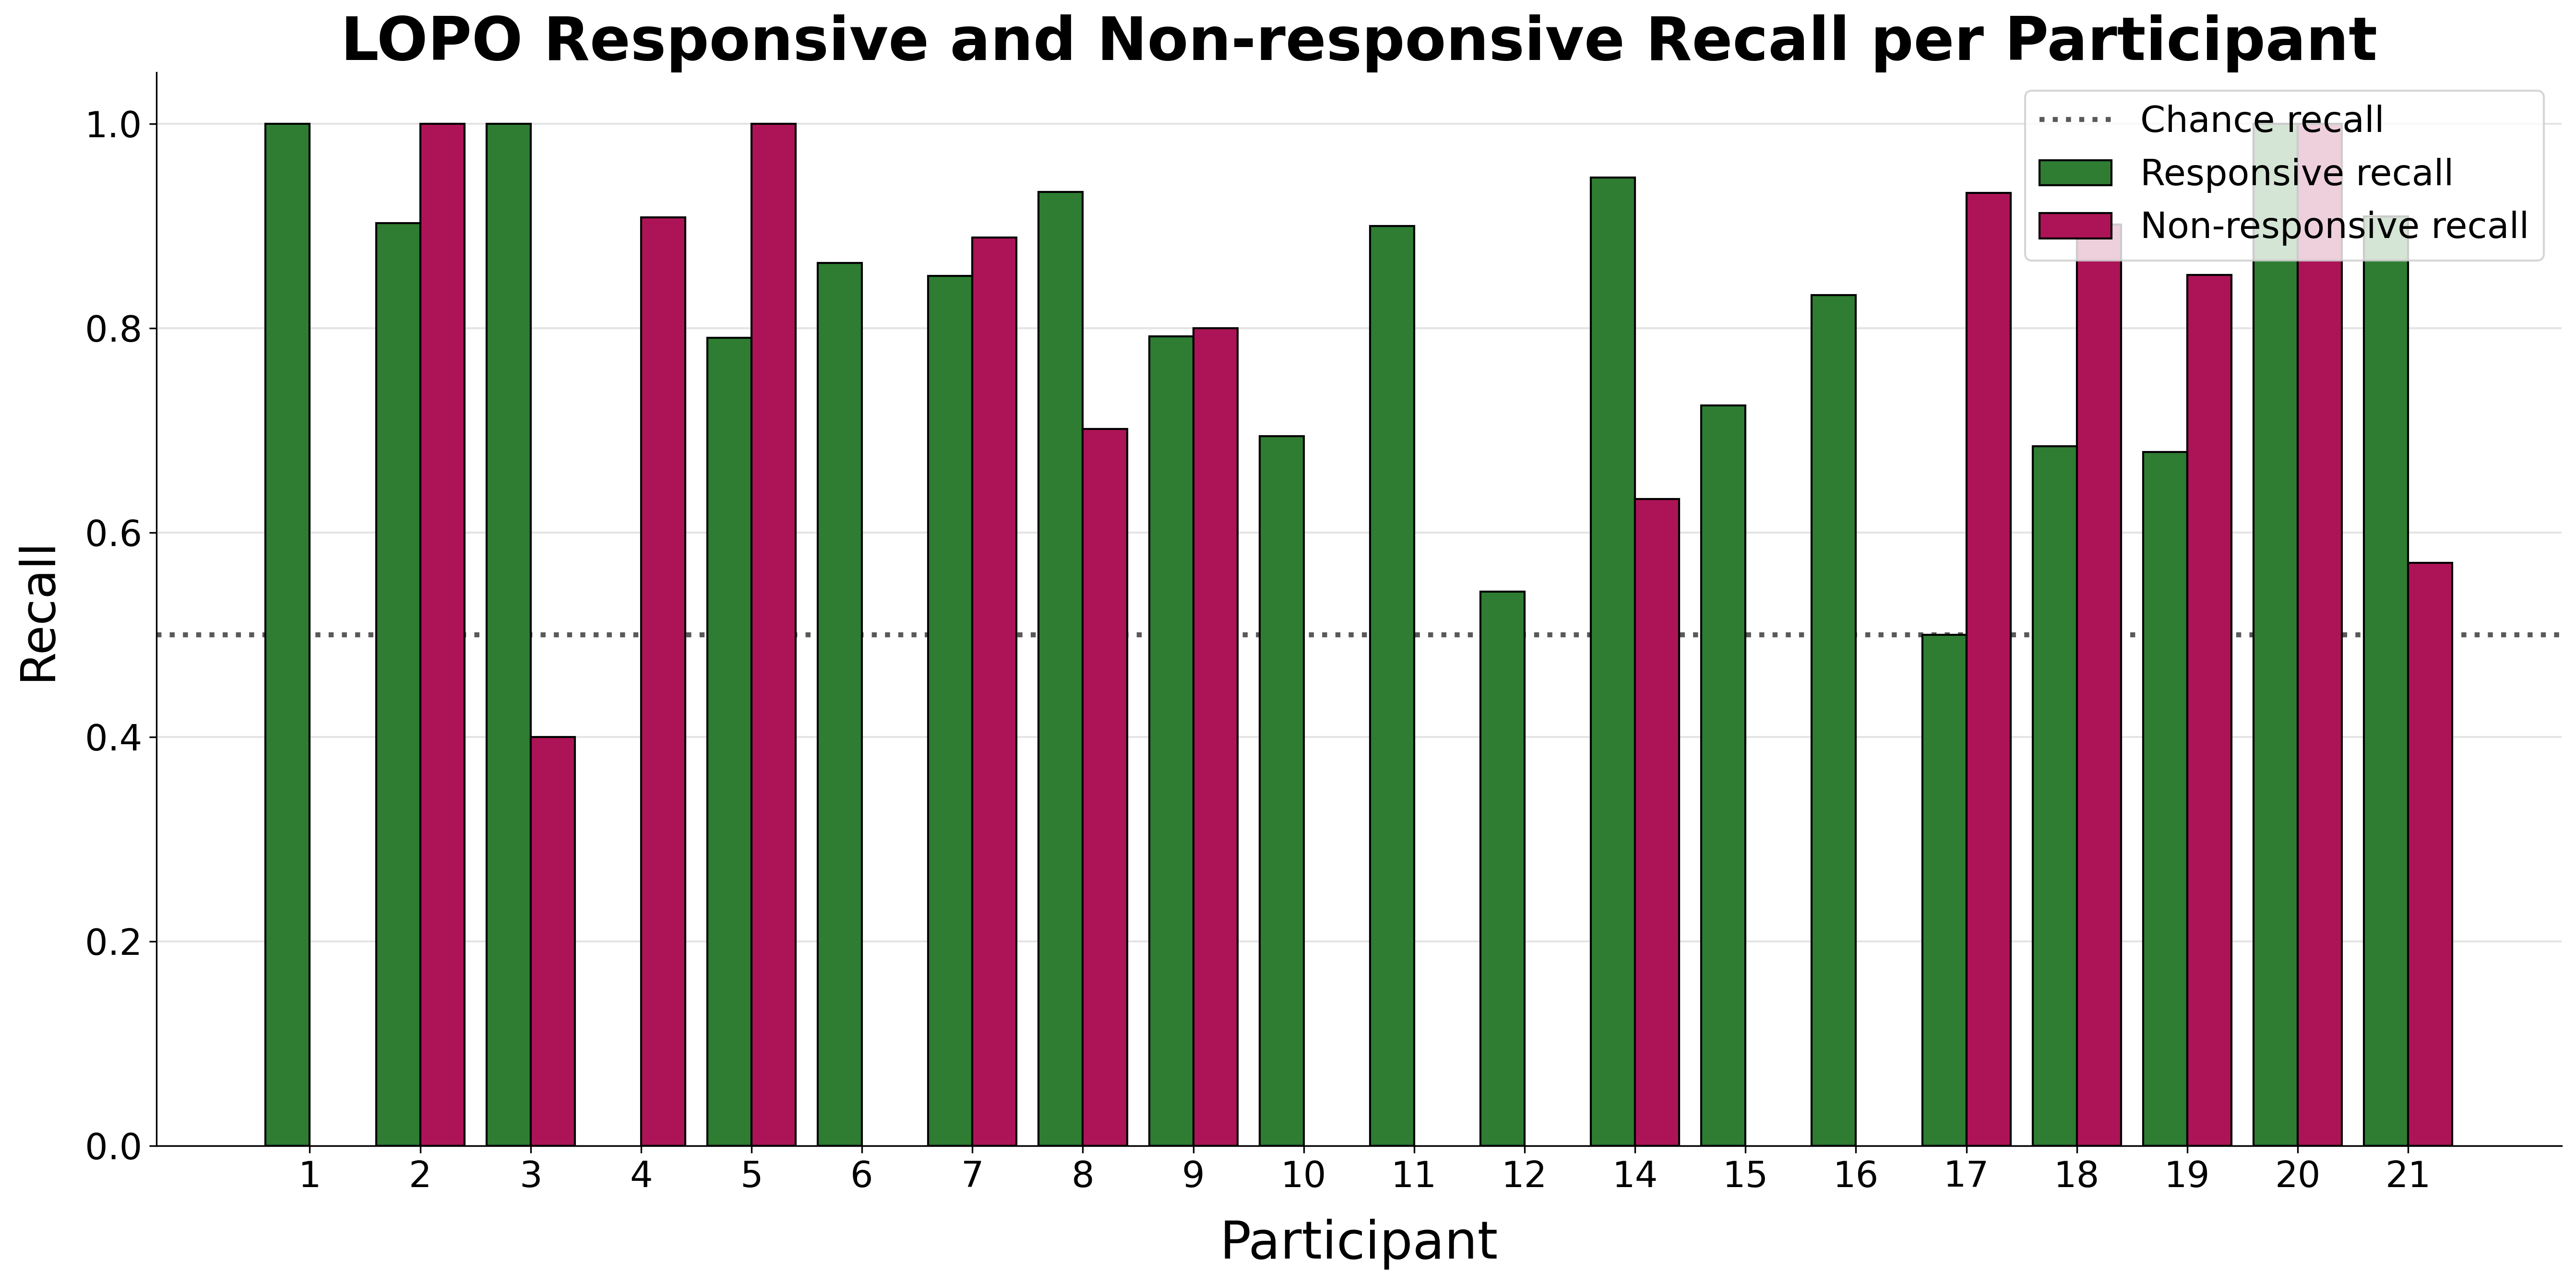 LOPO Responsive and Non-responsive Recall per Participant
Chance recall
Responsive recall
Non-responsive recall
Recall
1.0
0.8
0.6
0.4
0.2
0.0
1 2 3 4 5 6 7 8 9 10 11 12 14 15 16 17 18 19 20 21
Participant